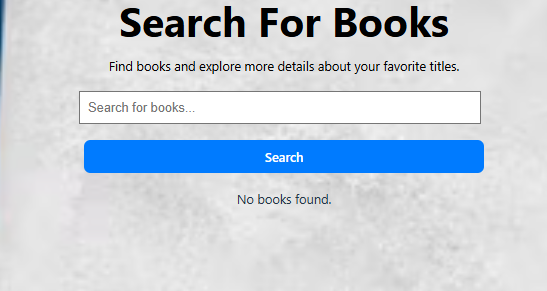 Search For Books
Find books and explore more details about your favorite titles.
Search for books...
Search
No books found.